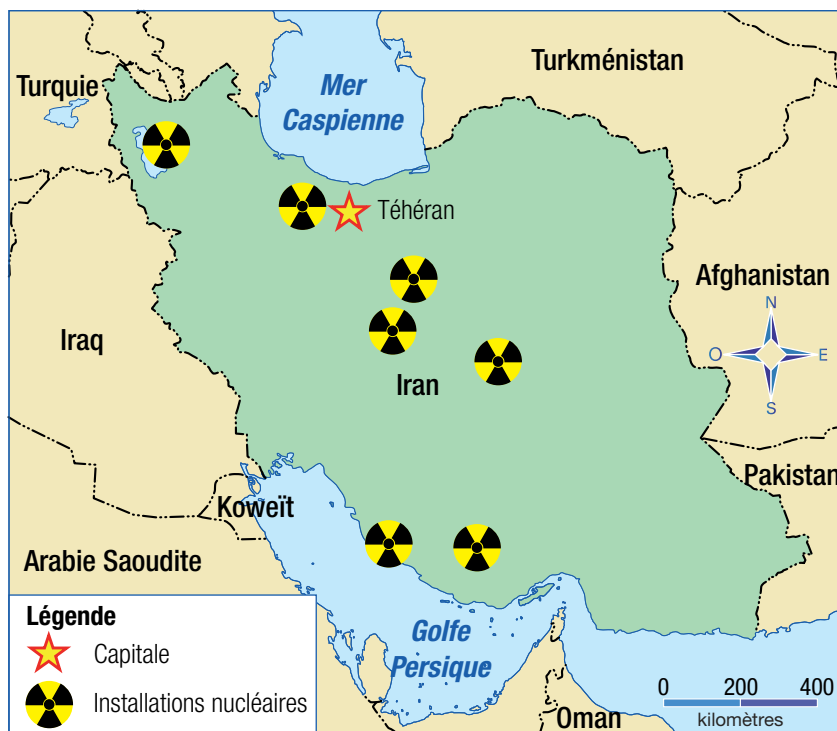 Turquie
Mer
Caspienne
Turkménistan
Téhéran
Afghanistan
N
O
E
S
Iraq
Iran
Pakistan
Koweït
Arabie Saoudite
Golfe
Persique
Oman
Légende
Capitale
Installations nucléaires
0 200 400
kilomètres